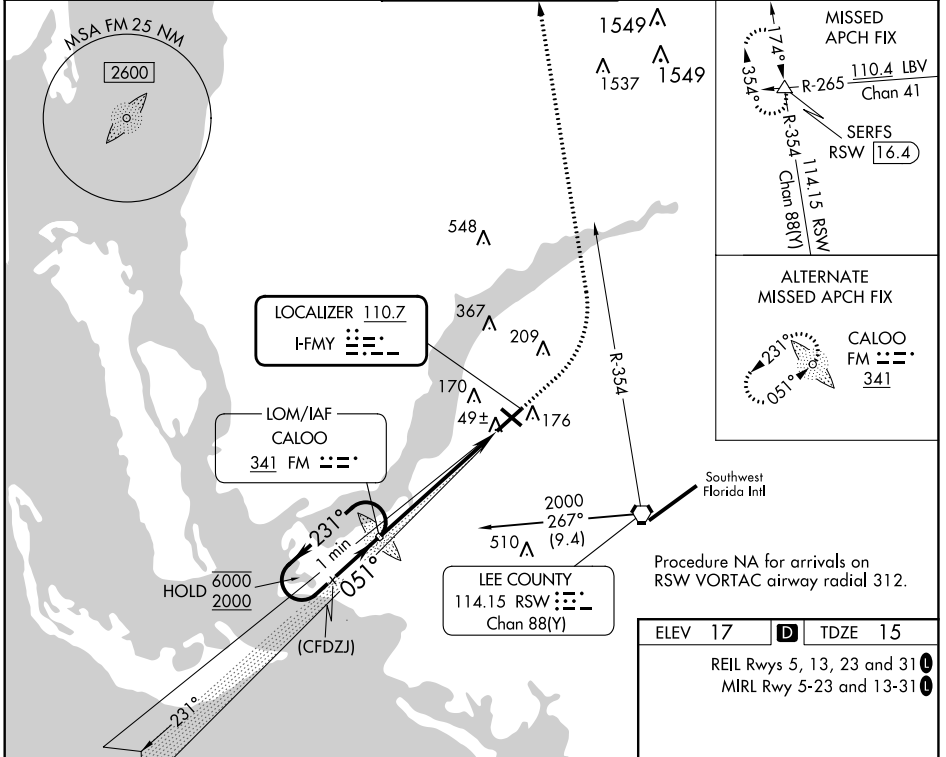 MSA FM 25 NM
2600
1549
1537
1549
MISSED
APCH FIX
174°
354°
R-265
110.4 LBV
Chan 41
SERFS
RSW 16.4
R-354
114.15 RSW
Chan 88(Y)
548
LOCALIZER 110.7
I-FMY
367
209
R-354
ALTERNATE
MISSED APCH FIX
231°
051°
CALOO
FM
341
170
49±
176
LOM/IAF
CALOO
341 FM
Southwest
Florida Intl
2000
267°
(9.4)
510
231°
1 min
051°
HOLD
6000
2000
(CFDZJ)
LEE COUNTY
114.15 RSW
Chan 88(Y)
Procedure NA for arrivals on
RSW VORTAC airway radial 312.
231°
ELEV 17 D TDZE 15
REIL Rwys 5, 13, 23 and 31 L
MIRL Rwy 5-23 and 13-31 L